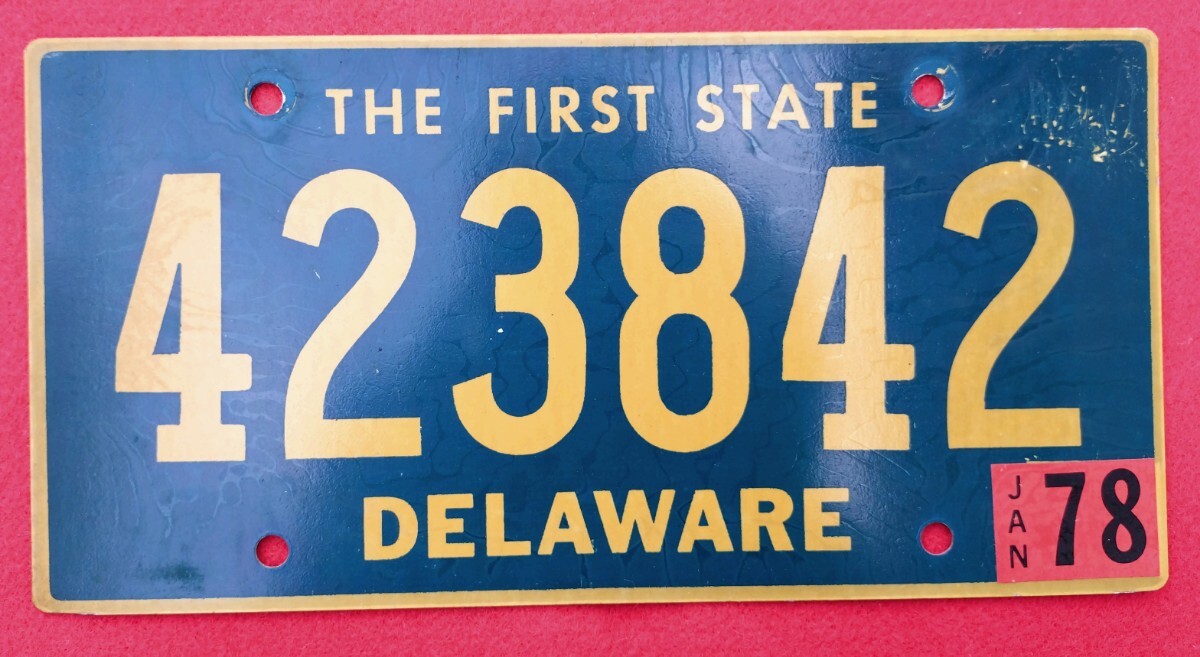 THE FIRST STATE
423842
DELAWARE
JAN 78